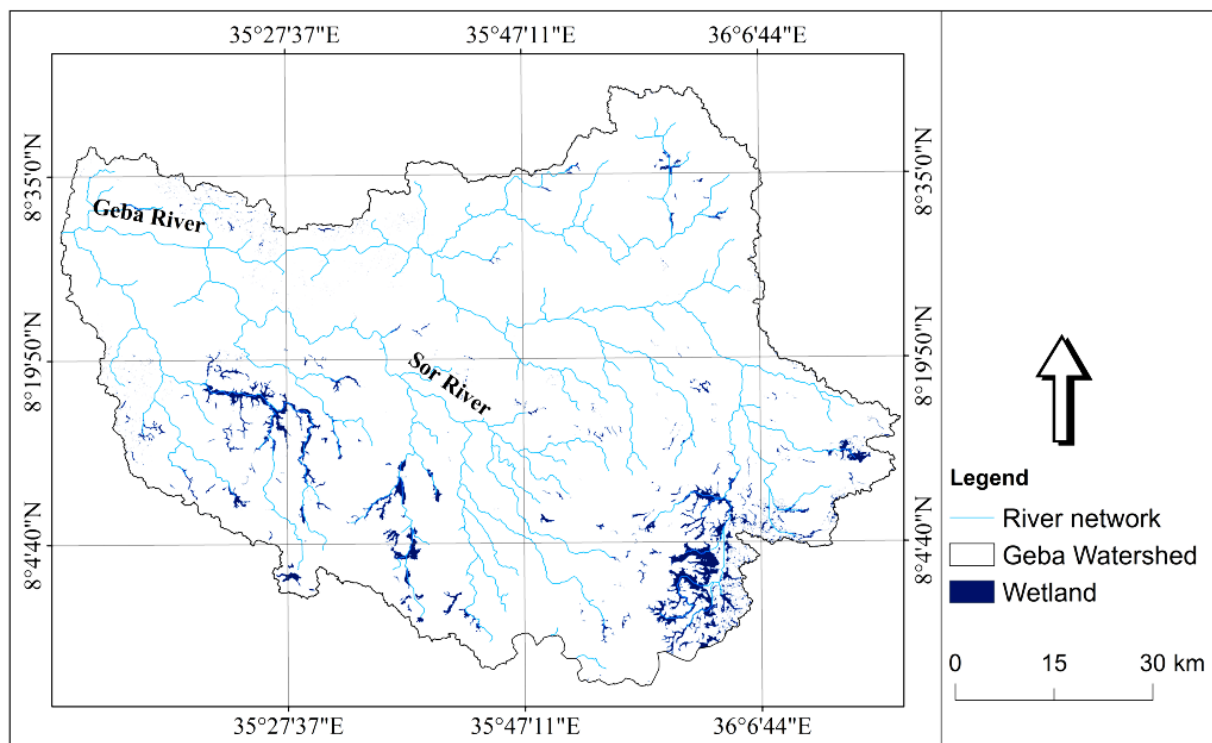 35°27'37"E 35°47'11"E 36°6'44"E
8°35'0"N
8°35'0"N
Geba River
8°19'50"N
8°19'50"N
Sor River
8°4'40"N
8°4'40"N
35°27'37"E 35°47'11"E 36°6'44"E
Legend
River network
Geba Watershed
Wetland
0 15 30 km